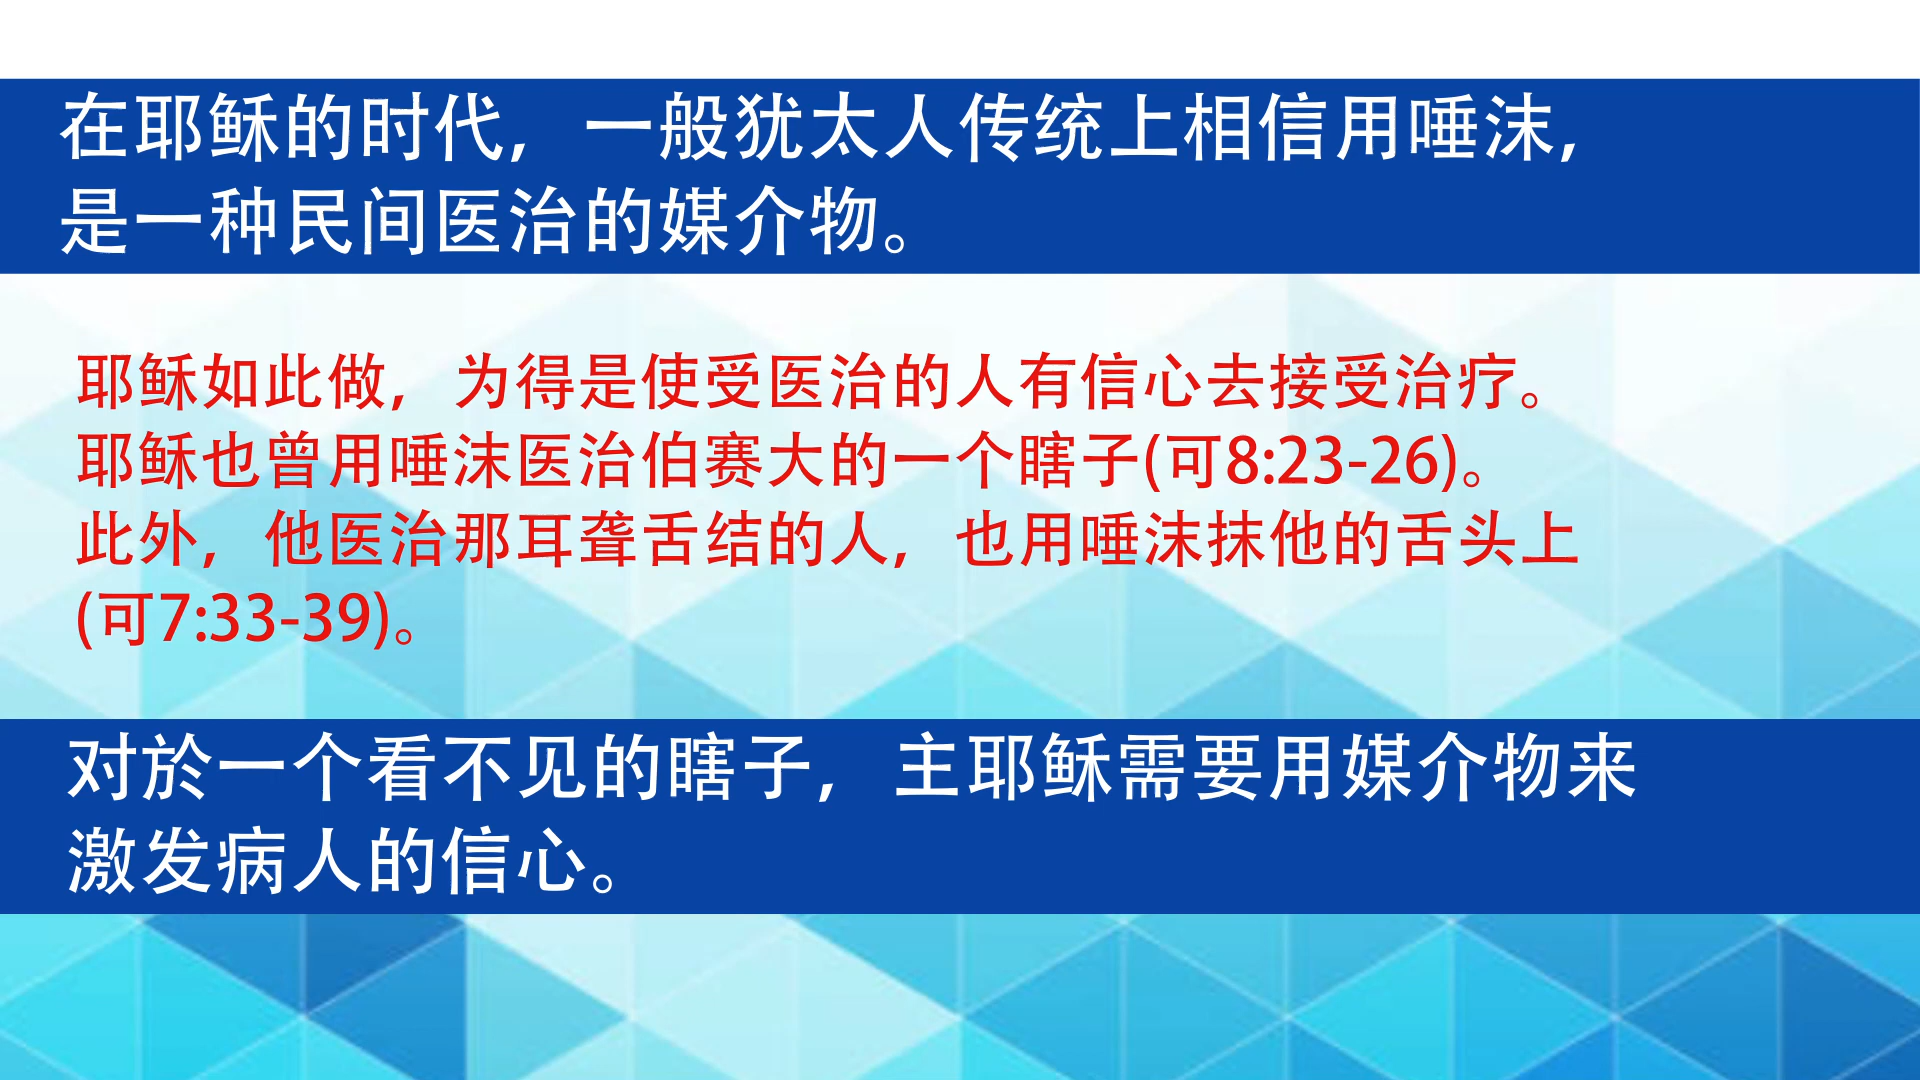 在耶稣的时代，一般犹太人传统上相信用唾沫，
是一种民间医治的媒介物。
耶稣如此做，为得是使受医治的人有信心去接受治疗。
耶稣也曾用唾沫医治伯赛大的一个瞎子(可8:23-26)。
此外，他医治那耳聋舌结的人，也用唾沫抹他的舌头上
(可7:33-39)。
对於一个看不见的瞎子，主耶稣需要用媒介物来
激发病人的信心。